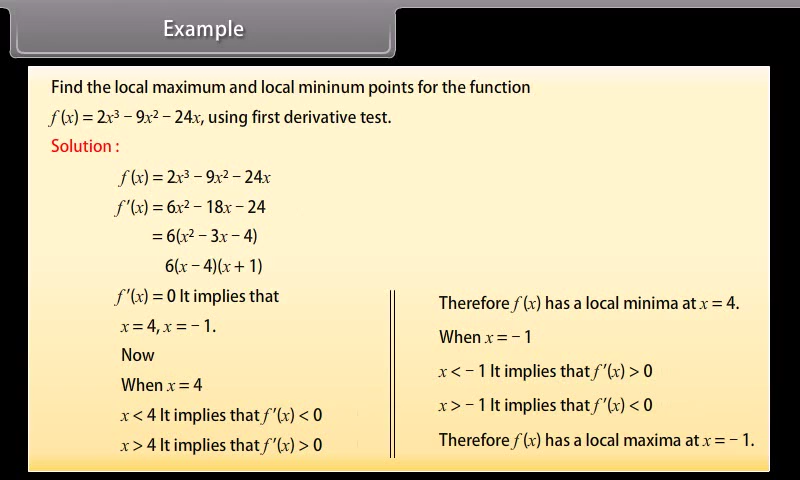 Example
Find the local maximum and local mininum points for the function
f (x) = 2x³ − 9x² − 24x, using first derivative test.
Solution :
f (x) = 2x³ − 9x² − 24x
f ′(x) = 6x² − 18x − 24
= 6(x² − 3x − 4)
6(x − 4)(x + 1)
f ′(x) = 0 It implies that
x = 4, x = − 1.
Now
When x = 4
x < 4 It implies that f ′(x) < 0
x > 4 It implies that f ′(x) > 0
Therefore f (x) has a local minima at x = 4.
When x = − 1
x < − 1 It implies that f ′(x) > 0
x > − 1 It implies that f ′(x) < 0
Therefore f (x) has a local maxima at x = − 1.